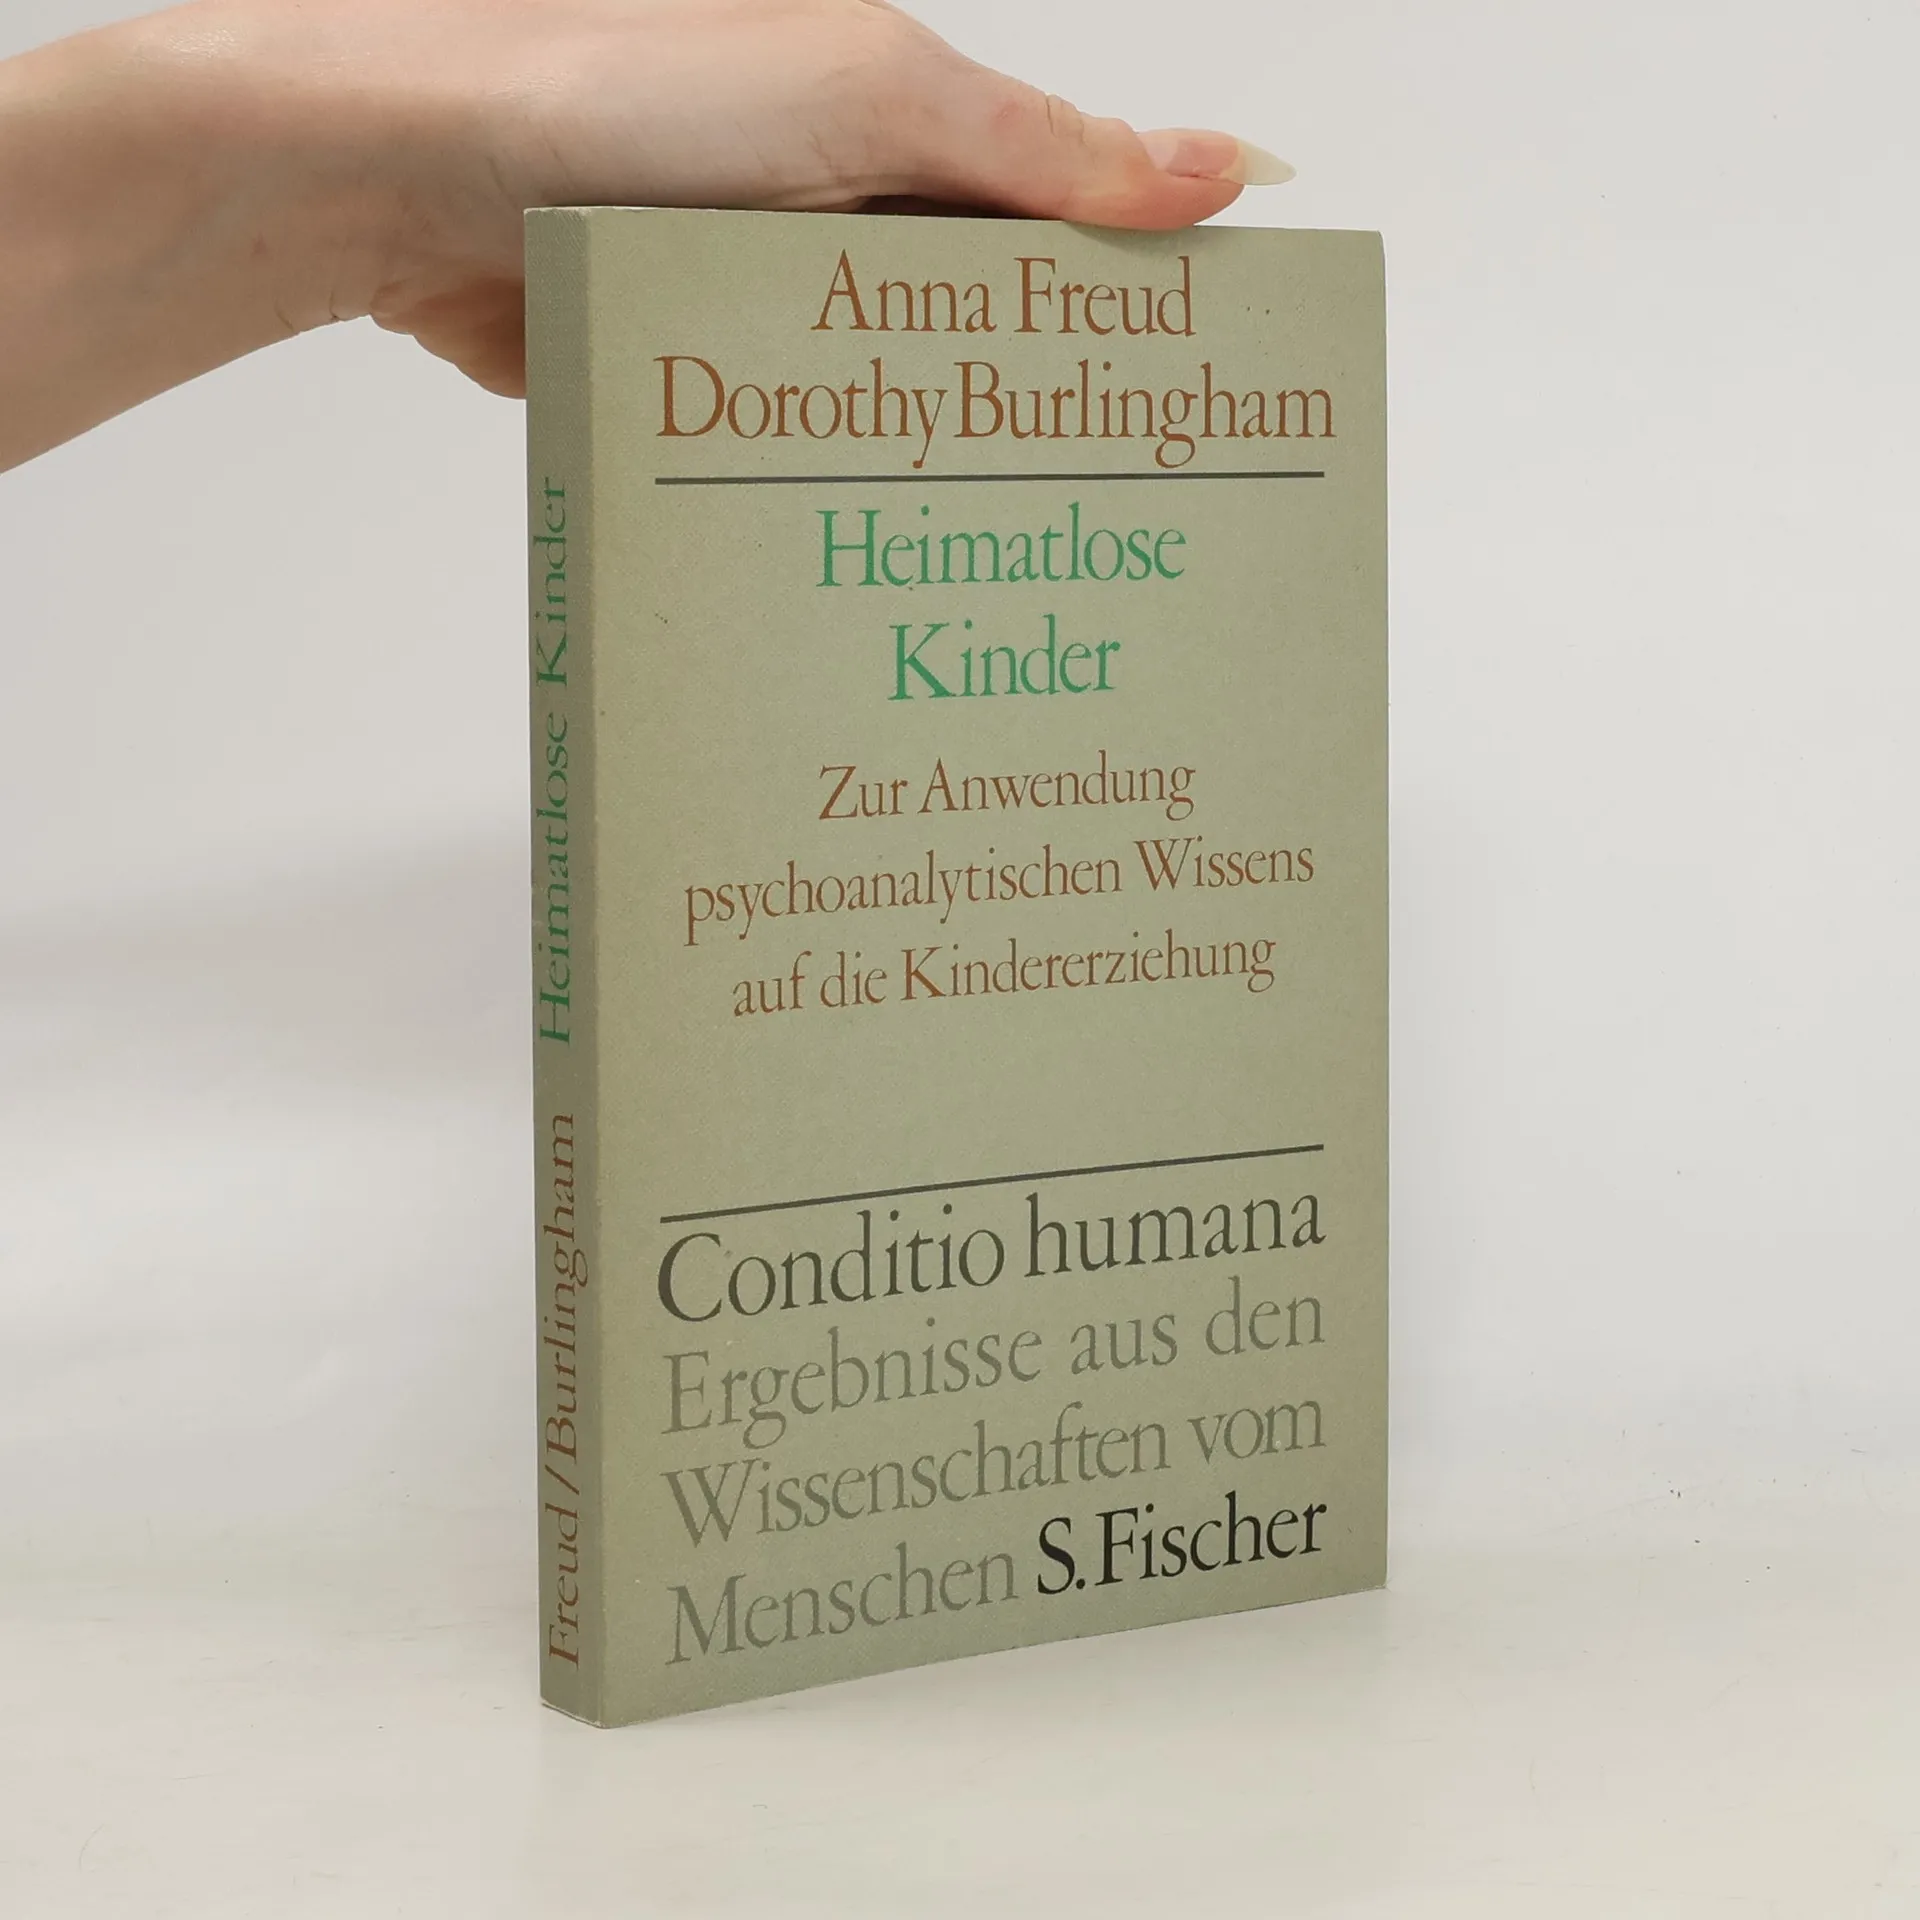 Anna Freud
Dorothy Burlingham
Heimatlose
Kinder
Zur Anwendung
psychoanalytischen Wissens
auf die Kindererziehung
Conditio humana
Ergebnisse aus den
Wissenschaften vom
Menschen S. Fischer
Freud/Burlingham Heimatlose Kinder